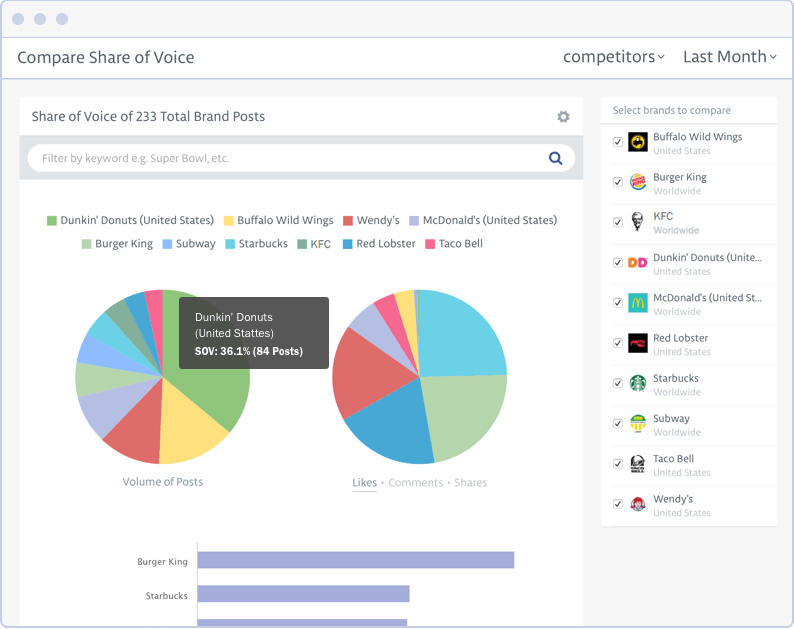 Compare Share of Voice
competitors
Last Month
Share of Voice of 233 Total Brand Posts
Filter by keyword e.g. Super Bowl, etc.
Dunkin' Donuts (United States) Buffalo Wild Wings Wendy's McDonald's (United States)
Burger King Subway Starbucks KFC Red Lobster Taco Bell
Dunkin' Donuts
(United Stattes)
SOV: 36.1% (84 Posts)
Volume of Posts
Likes • Comments • Shares
Burger King
Starbucks
Select brands to compare
Buffalo Wild Wings
United States
Burger King
Worldwide
KFC
Worldwide
DD
Dunkin' Donuts (Unite...
United States
McDonald's (United St...
United States
Red Lobster
United States
Starbucks
Worldwide
Subway
Worldwide
Taco Bell
United States
Wendy's
United States